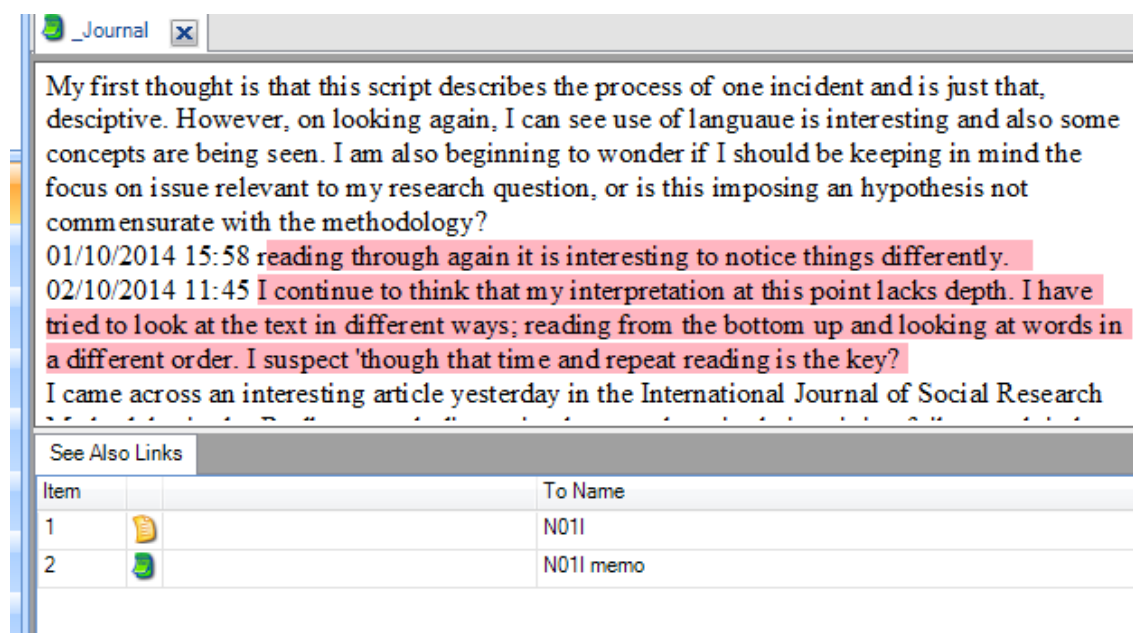 _Journal
My first thought is that this script describes the process of one incident and is just that,
desciptive. However, on looking again, I can see use of languaue is interesting and also some
concepts are being seen. I am also beginning to wonder if I should be keeping in mind the
focus on issue relevant to my research question, or is this imposing an hypothesis not
commensurate with the methodology?
01/10/2014 15:58 reading through again it is interesting to notice things differently.
02/10/2014 11:45 I continue to think that my interpretation at this point lacks depth. I have
tried to look at the text in different ways; reading from the bottom up and looking at words in
a different order. I suspect 'though that time and repeat reading is the key?
I came across an interesting article yesterday in the International Journal of Social Research
See Also Links
Item To Name
1 N01I
2 N01I memo